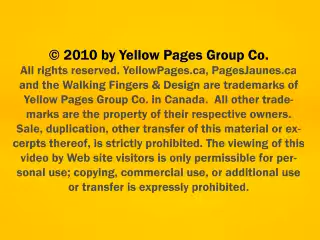 © 2010 by Yellow Pages Group Co.
All rights reserved. YellowPages.ca, PagesJaunes.ca
and the Walking Fingers & Design are trademarks of
Yellow Pages Group Co. in Canada.  All other trade-
marks are the property of their respective owners.
Sale, duplication, other transfer of this material or ex-
cerpts thereof, is strictly prohibited. The viewing of this
video by Web site visitors is only permissible for per-
sonal use; copying, commercial use, or additional use
or transfer is expressly prohibited.